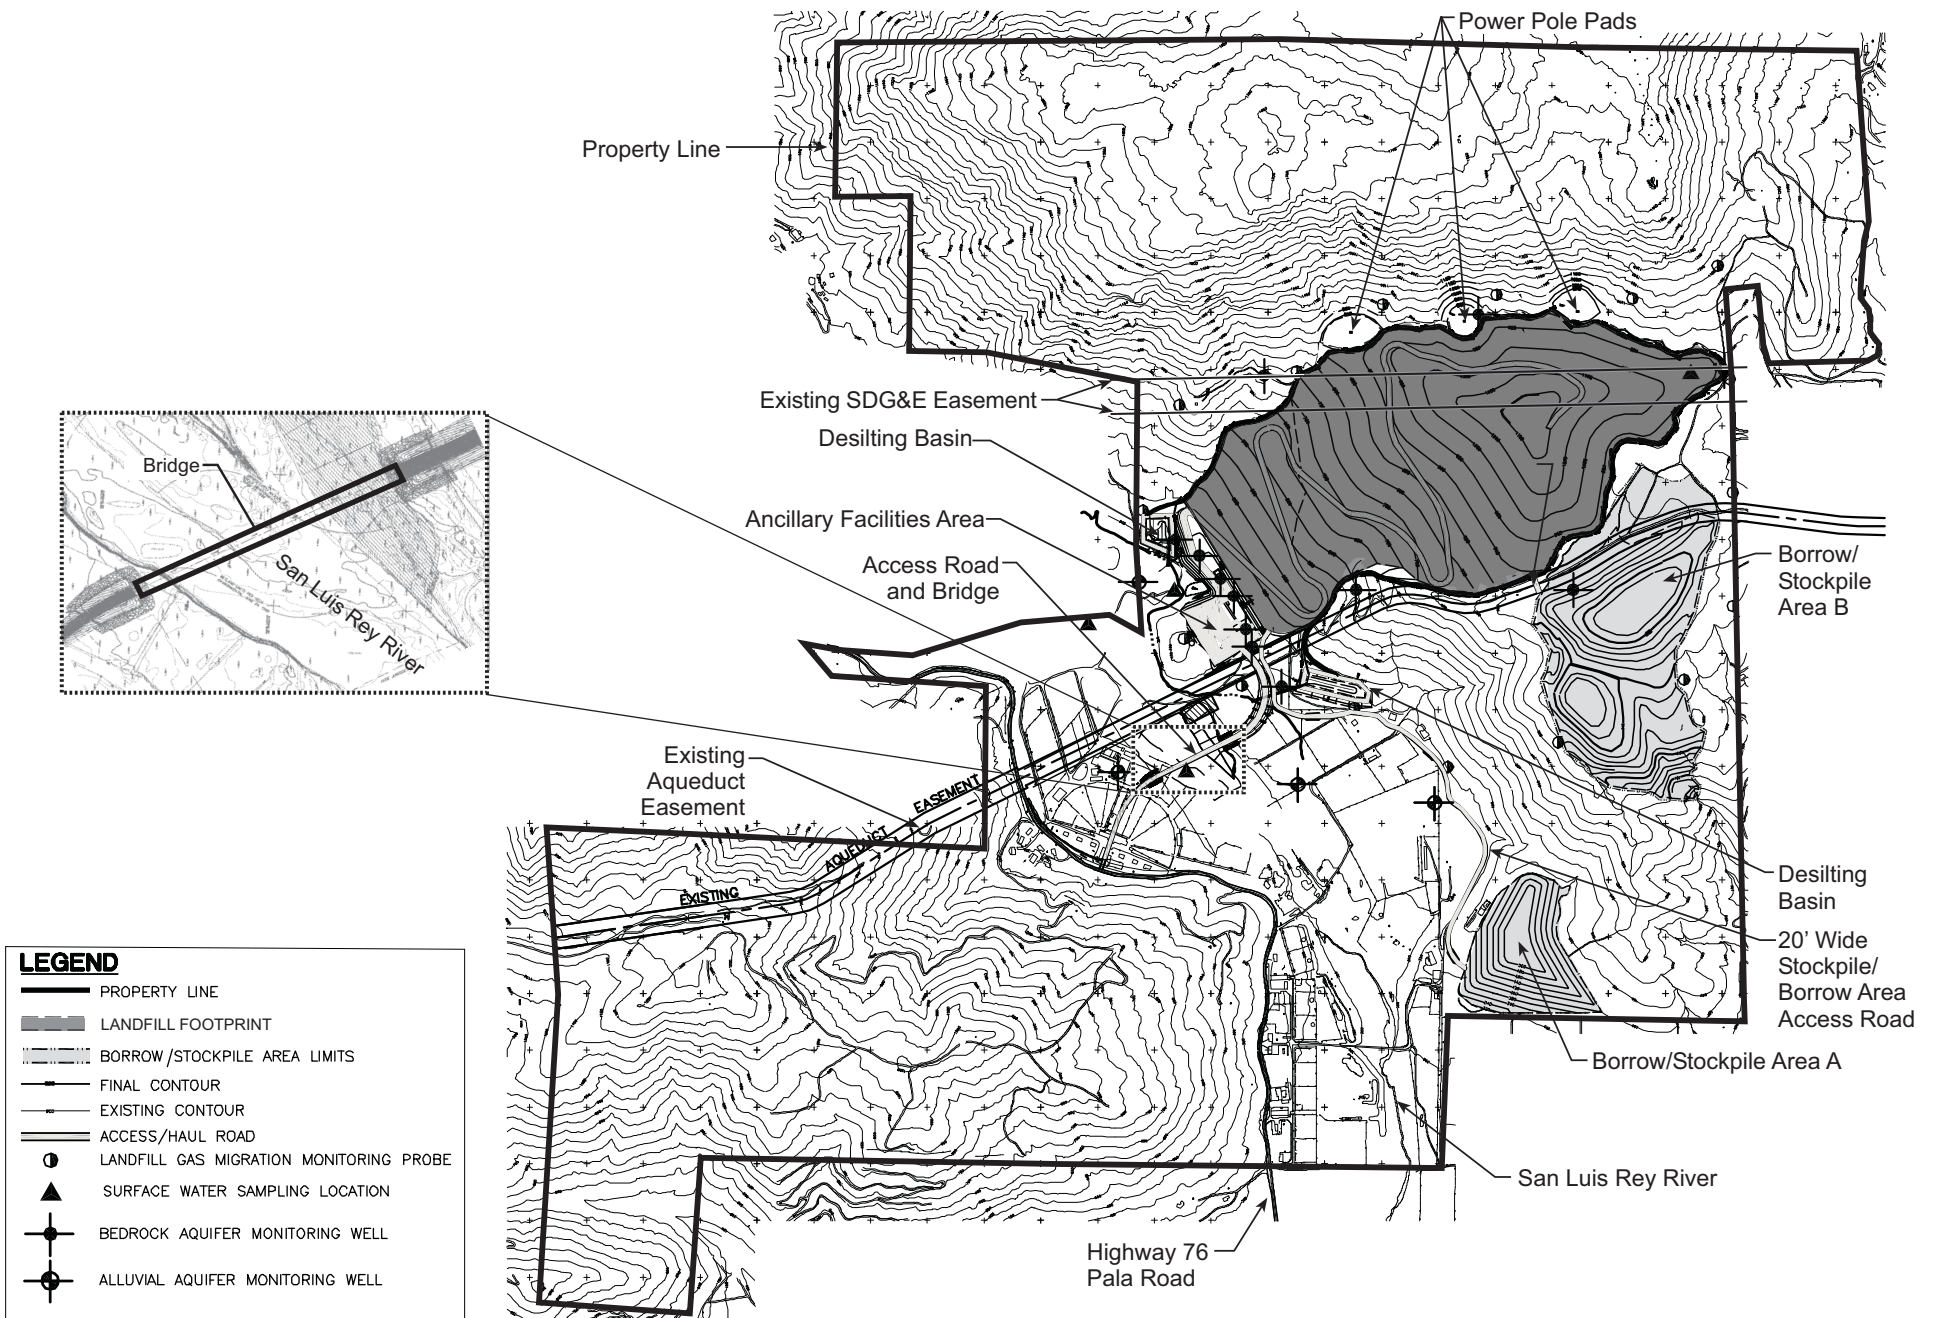 Power Pole Pads
Property Line
Existing SDG&E Easement
Desilting Basin
Ancillary Facilities Area
Access Road
and Bridge
Bridge
San Luis Rey River
Borrow/
Stockpile
Area B
Existing
Aqueduct
Easement
EXISTING AQUEDUCT EASEMENT
Desilting
Basin
20' Wide
Stockpile/
Borrow Area
Access Road
Borrow/Stockpile Area A
San Luis Rey River
Highway 76
Pala Road
LEGEND
PROPERTY LINE
LANDFILL FOOTPRINT
BORROW/STOCKPILE AREA LIMITS
FINAL CONTOUR
EXISTING CONTOUR
ACCESS/HAUL ROAD
LANDFILL GAS MIGRATION MONITORING PROBE
SURFACE WATER SAMPLING LOCATION
BEDROCK AQUIFER MONITORING WELL
ALLUVIAL AQUIFER MONITORING WELL